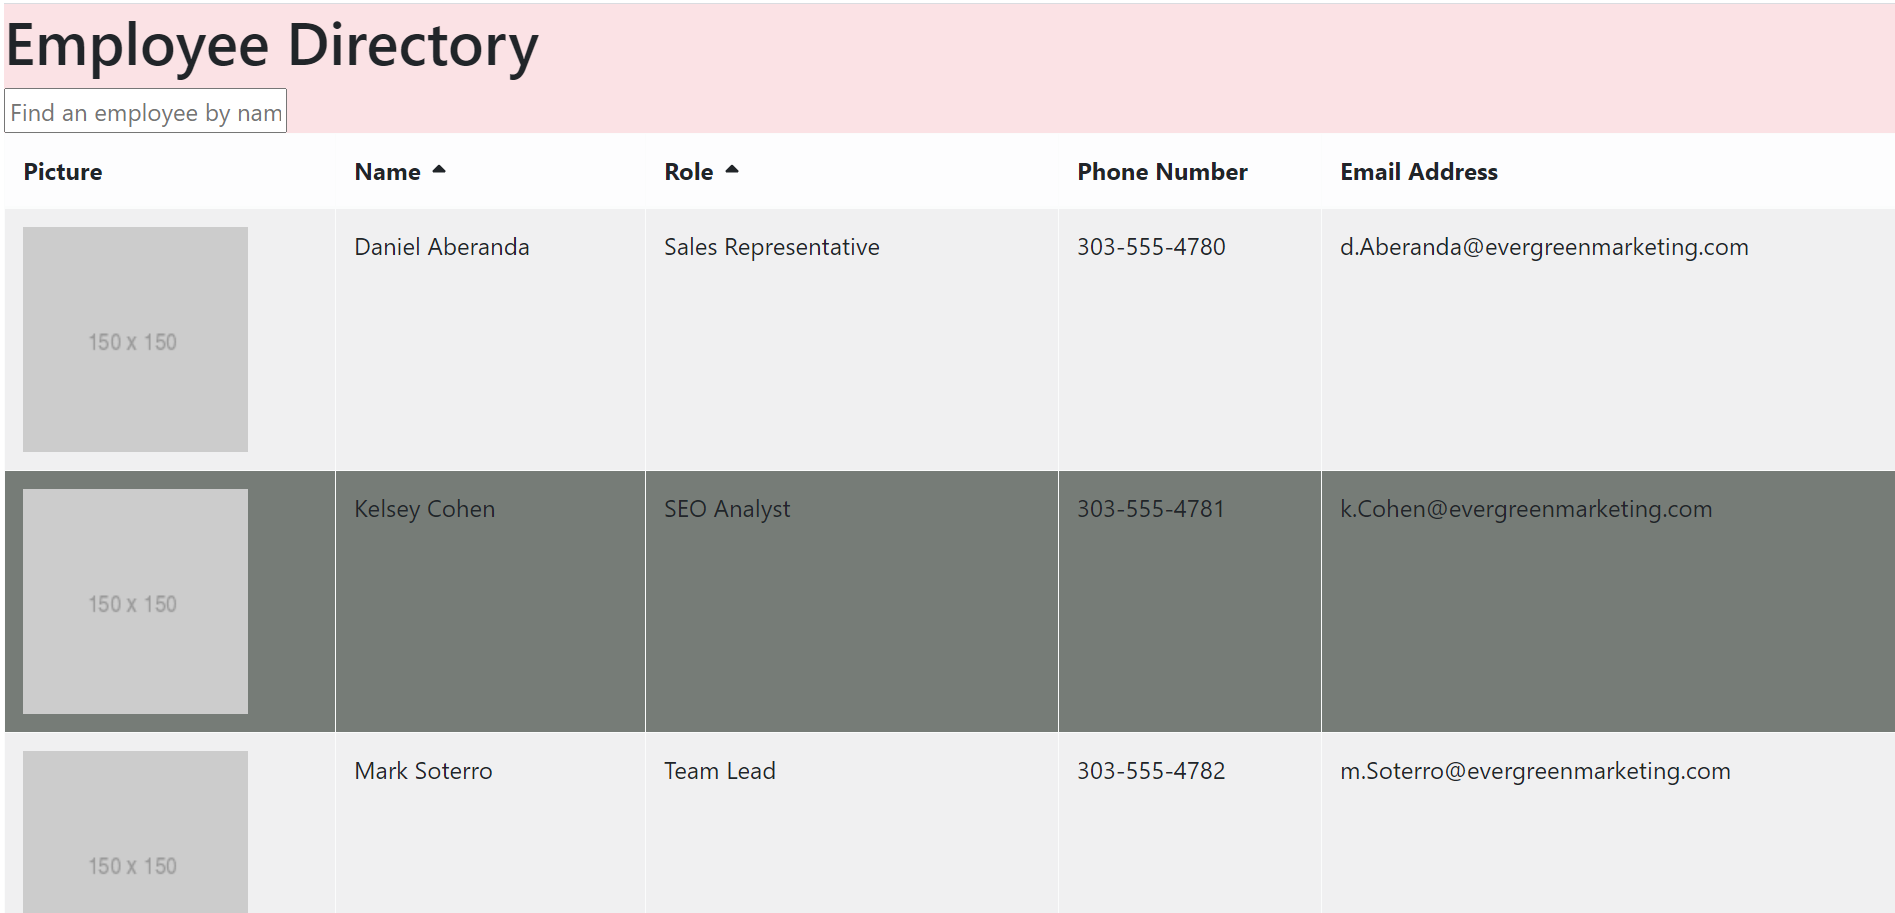 Employee Directory
Find an employee by nam
Picture Name Role Phone Number Email Address
Daniel Aberanda Sales Representative 303-555-4780 d.Aberanda@evergreenmarketing.com
150 x 150
Kelsey Cohen SEO Analyst 303-555-4781 k.Cohen@evergreenmarketing.com
150 x 150
Mark Soterro Team Lead 303-555-4782 m.Soterro@evergreenmarketing.com
150 x 150